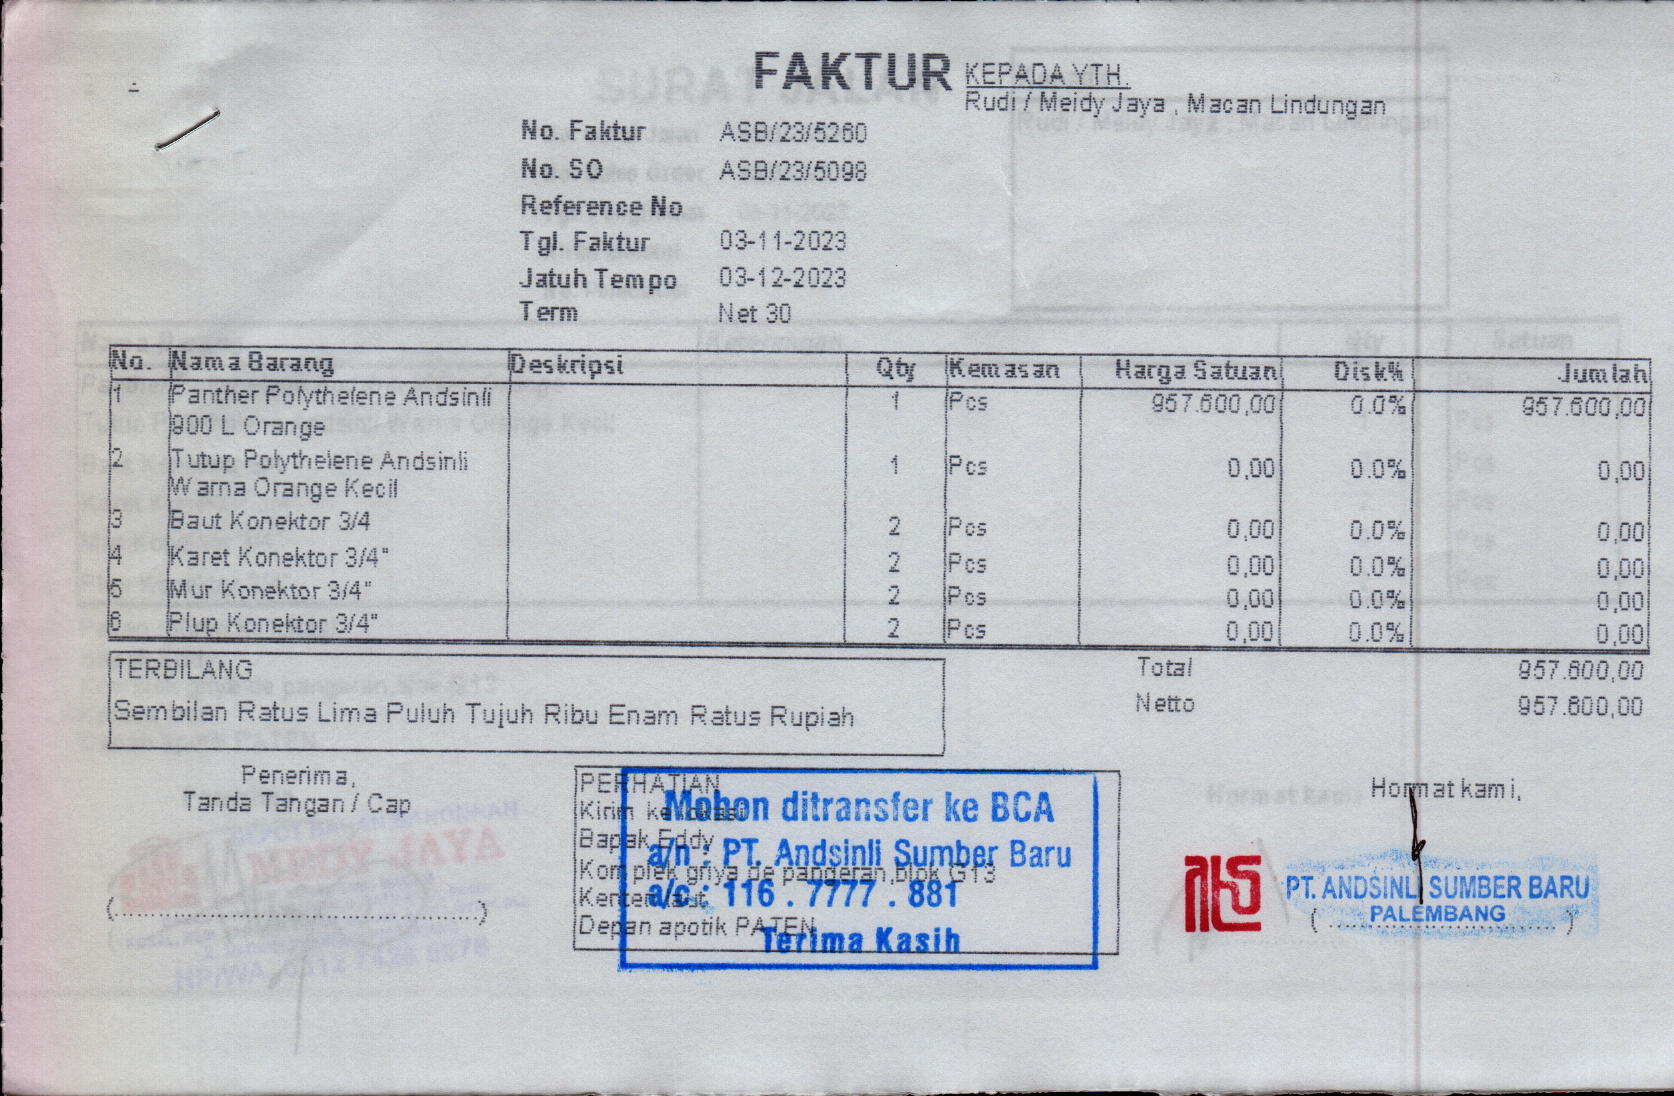 FAKTUR
KEPADA YTH.
Rudi / Meidy Jaya , Macan Lindungan
No. Faktur ASB/23/5260
No. SO ASB/23/5098
Reference No
Tgl. Faktur 03-11-2023
Jatuh Tempo 03-12-2023
Term Net 30
No. Nama Barang Deskripsi Qty Kemasan Harga Satuan Disk% Jumlah
1 Panther Polythelene Andsinli 1 Pcs 957.600,00 0.0% 957.600,00
900 L Orange
2 Tutup Polythelene Andsinli 1 Pcs 0,00 0.0% 0,00
Warna Orange Kecil
3 Baut Konektor 3/4 2 Pcs 0,00 0.0% 0,00
4 Karet Konektor 3/4" 2 Pcs 0,00 0.0% 0,00
5 Mur Konektor 3/4" 2 Pcs 0,00 0.0% 0,00
6 Plup Konektor 3/4" 2 Pcs 0,00 0.0% 0,00
TERBILANG
Sembilan Ratus Lima Puluh Tujuh Ribu Enam Ratus Rupiah
Total 957.600,00
Netto 957.600,00
Penerima,
Tanda Tangan / Cap
(..............................)
PERHATIAN
Kirim ke lokasi
Bapak Eddy
Komplek griya de pangeran,blok G13
Kenten laut
Depan apotik PATEN
Mohon ditransfer ke BCA
a/n : PT. Andsinli Sumber Baru
a/c : 116 . 7777 . 881
Terima Kasih
Hormat kami,
PT. ANDSINLI SUMBER BARU
PALEMBANG
(..............................)